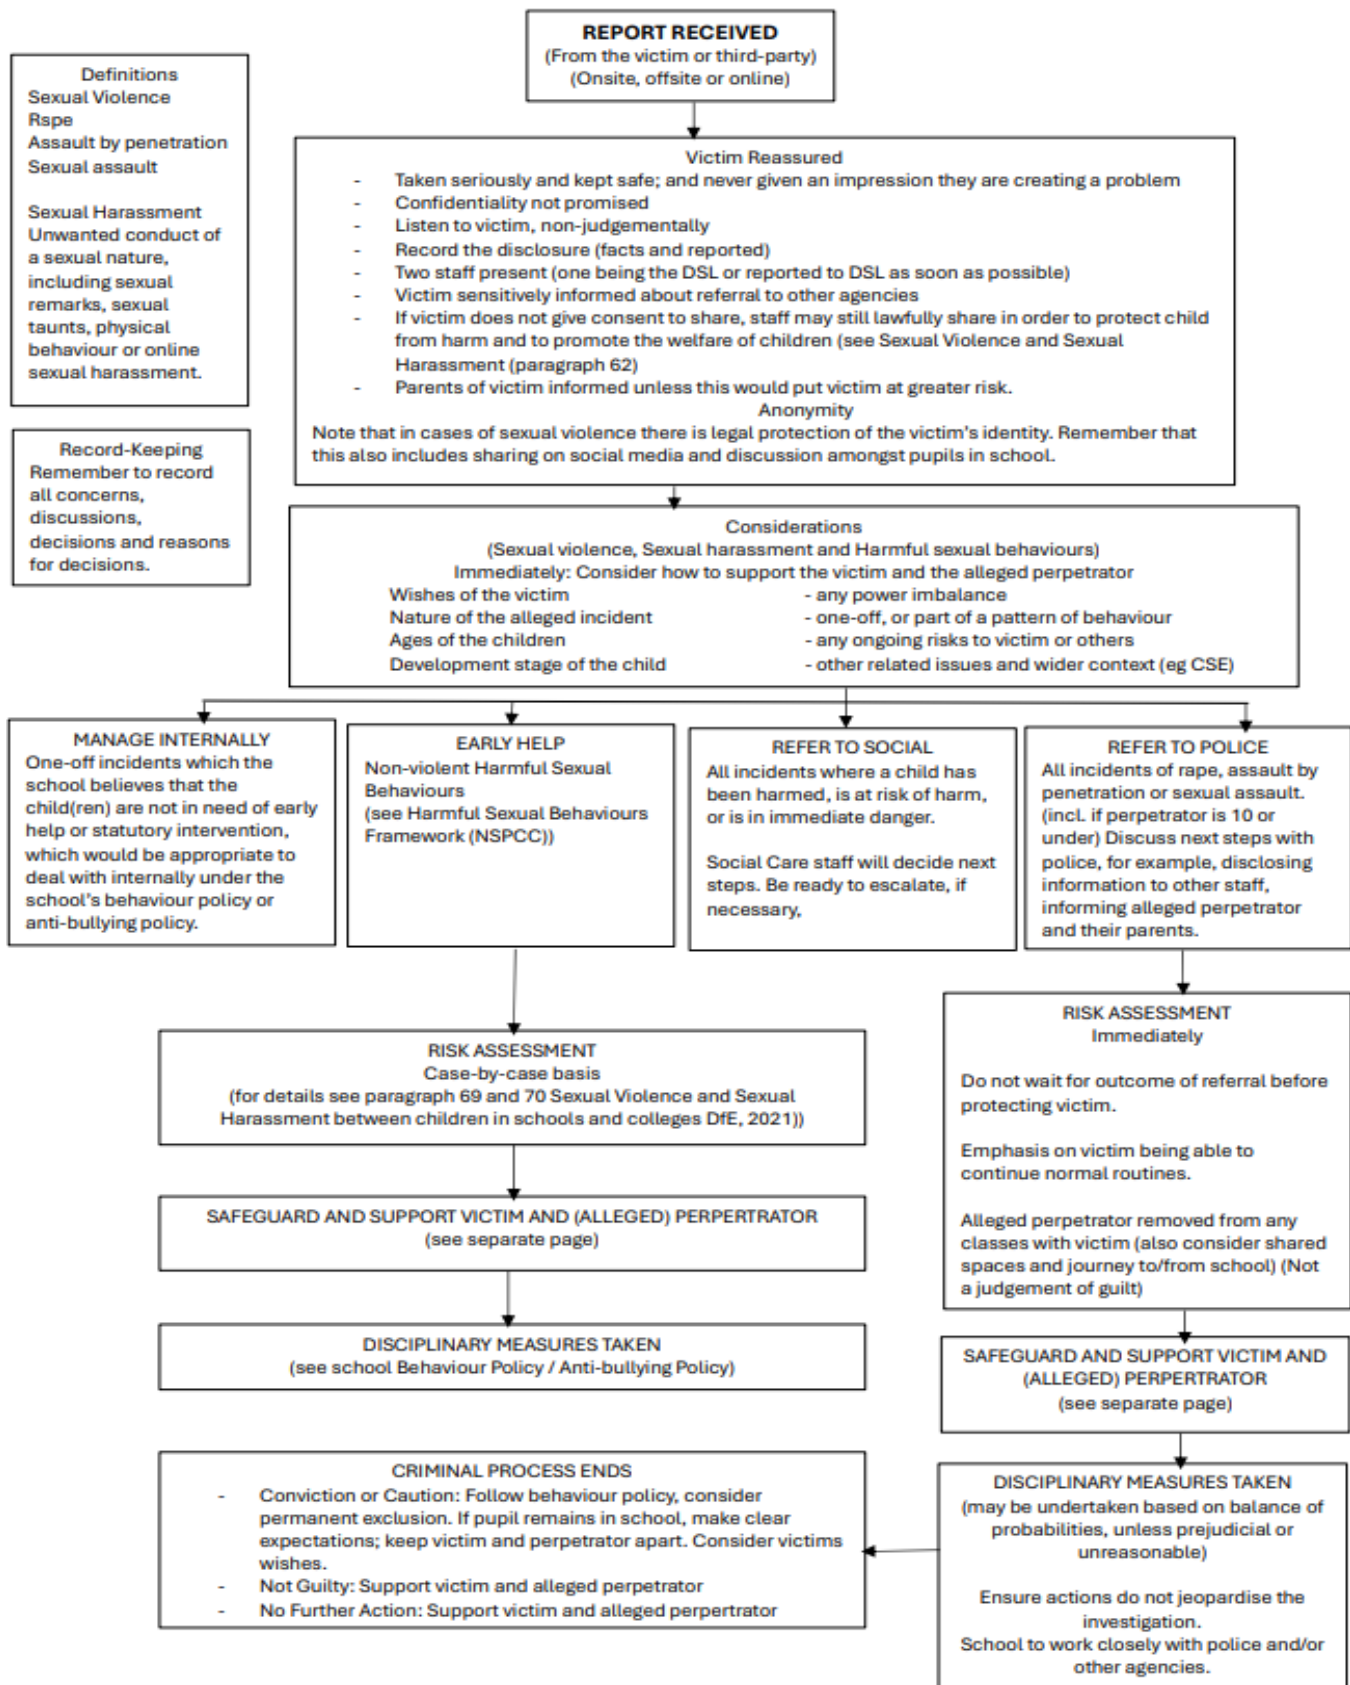 REPORT RECEIVED
(From the victim or third-party)
(Onsite, offsite or online)
Definitions
Sexual Violence
Rspe
Assault by penetration
Sexual assault
Sexual Harassment
Unwanted conduct of
a sexual nature,
including sexual
remarks, sexual
taunts, physical
behaviour or online
sexual harassment.
Record-Keeping
Remember to record
all concerns,
discussions,
decisions and reasons
for decisions.
Victim Reassured
- Taken seriously and kept safe; and never given an impression they are creating a problem
- Confidentiality not promised
- Listen to victim, non-judgementally
- Record the disclosure (facts and reported)
- Two staff present (one being the DSL or reported to DSL as soon as possible)
- Victim sensitively informed about referral to other agencies
- If victim does not give consent to share, staff may still lawfully share in order to protect child
from harm and to promote the welfare of children (see Sexual Violence and Sexual
Harassment (paragraph 62)
- Parents of victim informed unless this would put victim at greater risk.
Anonymity
Note that in cases of sexual violence there is legal protection of the victim's identity. Remember that
this also includes sharing on social media and discussion amongst pupils in school.
Considerations
(Sexual violence, Sexual harassment and Harmful sexual behaviours)
Immediately: Consider how to support the victim and the alleged perpetrator
Wishes of the victim - any power imbalance
Nature of the alleged incident - one-off, or part of a pattern of behaviour
Ages of the children - any ongoing risks to victim or others
Development stage of the child - other related issues and wider context (eg CSE)
MANAGE INTERNALLY
One-off incidents which the
school believes that the
child(ren) are not in need of early
help or statutory intervention,
which would be appropriate to
deal with internally under the
school's behaviour policy or
anti-bullying policy.
EARLY HELP
Non-violent Harmful Sexual
Behaviours
(see Harmful Sexual Behaviours
Framework (NSPCC))
REFER TO SOCIAL
All incidents where a child has
been harmed, is at risk of harm,
or is in immediate danger.
Social Care staff will decide next
steps. Be ready to escalate, if
necessary,
REFER TO POLICE
All incidents of rape, assault by
penetration or sexual assault.
(incl. if perpetrator is 10 or
under) Discuss next steps with
police, for example, disclosing
information to other staff,
informing alleged perpetrator
and their parents.
RISK ASSESSMENT
Case-by-case basis
(for details see paragraph 69 and 70 Sexual Violence and Sexual
Harassment between children in schools and colleges DfE, 2021))
SAFEGUARD AND SUPPORT VICTIM AND (ALLEGED) PERPERTRATOR
(see separate page)
DISCIPLINARY MEASURES TAKEN
(see school Behaviour Policy / Anti-bullying Policy)
RISK ASSESSMENT
Immediately
Do not wait for outcome of referral before
protecting victim.
Emphasis on victim being able to
continue normal routines.
Alleged perpetrator removed from any
classes with victim (also consider shared
spaces and journey to/from school) (Not
a judgement of guilt)
SAFEGUARD AND SUPPORT VICTIM AND
(ALLEGED) PERPERTRATOR
(see separate page)
DISCIPLINARY MEASURES TAKEN
(may be undertaken based on balance of
probabilities, unless prejudicial or
unreasonable)
Ensure actions do not jeopardise the
investigation.
School to work closely with police and/or
other agencies.
CRIMINAL PROCESS ENDS
- Conviction or Caution: Follow behaviour policy, consider
permanent exclusion. If pupil remains in school, make clear
expectations; keep victim and perpetrator apart. Consider victims
wishes.
- Not Guilty: Support victim and alleged perpetrator
- No Further Action: Support victim and alleged perpertrator